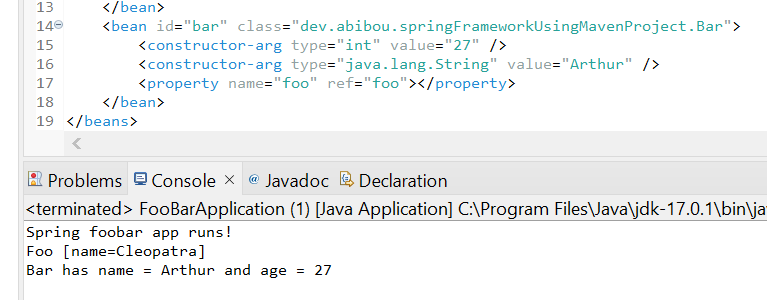 13 </bean>
14 <bean id="bar" class="dev.abibou.springFrameworkUsingMavenProject.Bar">
15 <constructor-arg type="int" value="27" />
16 <constructor-arg type="java.lang.String" value="Arthur" />
17 <property name="foo" ref="foo"></property>
18 </bean>
19 </beans>
Problems Console × @ Javadoc Declaration
<terminated> FooBarApplication (1) [Java Application] C:\Program Files\Java\jdk-17.0.1\bin\ja
Spring foobar app runs!
Foo [name=Cleopatra]
Bar has name = Arthur and age = 27